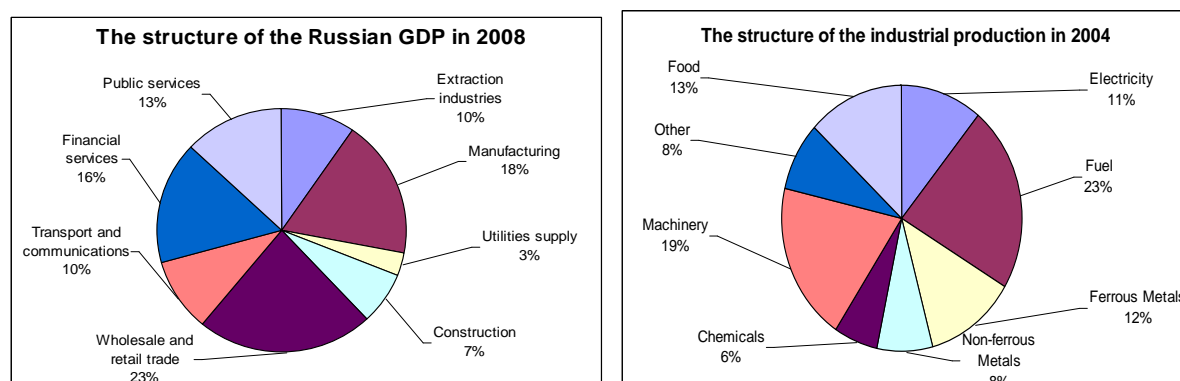 The structure of the Russian GDP in 2008
Public services
13%
Extraction
industries
10%
Financial
services
16%
Manufacturing
18%
Transport and
communications
10%
Utilities supply
3%
Wholesale and
retail trade
23%
Construction
7%
The structure of the industrial production in 2004
Food
13%
Electricity
11%
Other
8%
Fuel
23%
Machinery
19%
Ferrous Metals
12%
Chemicals
6%
Non-ferrous
Metals
8%